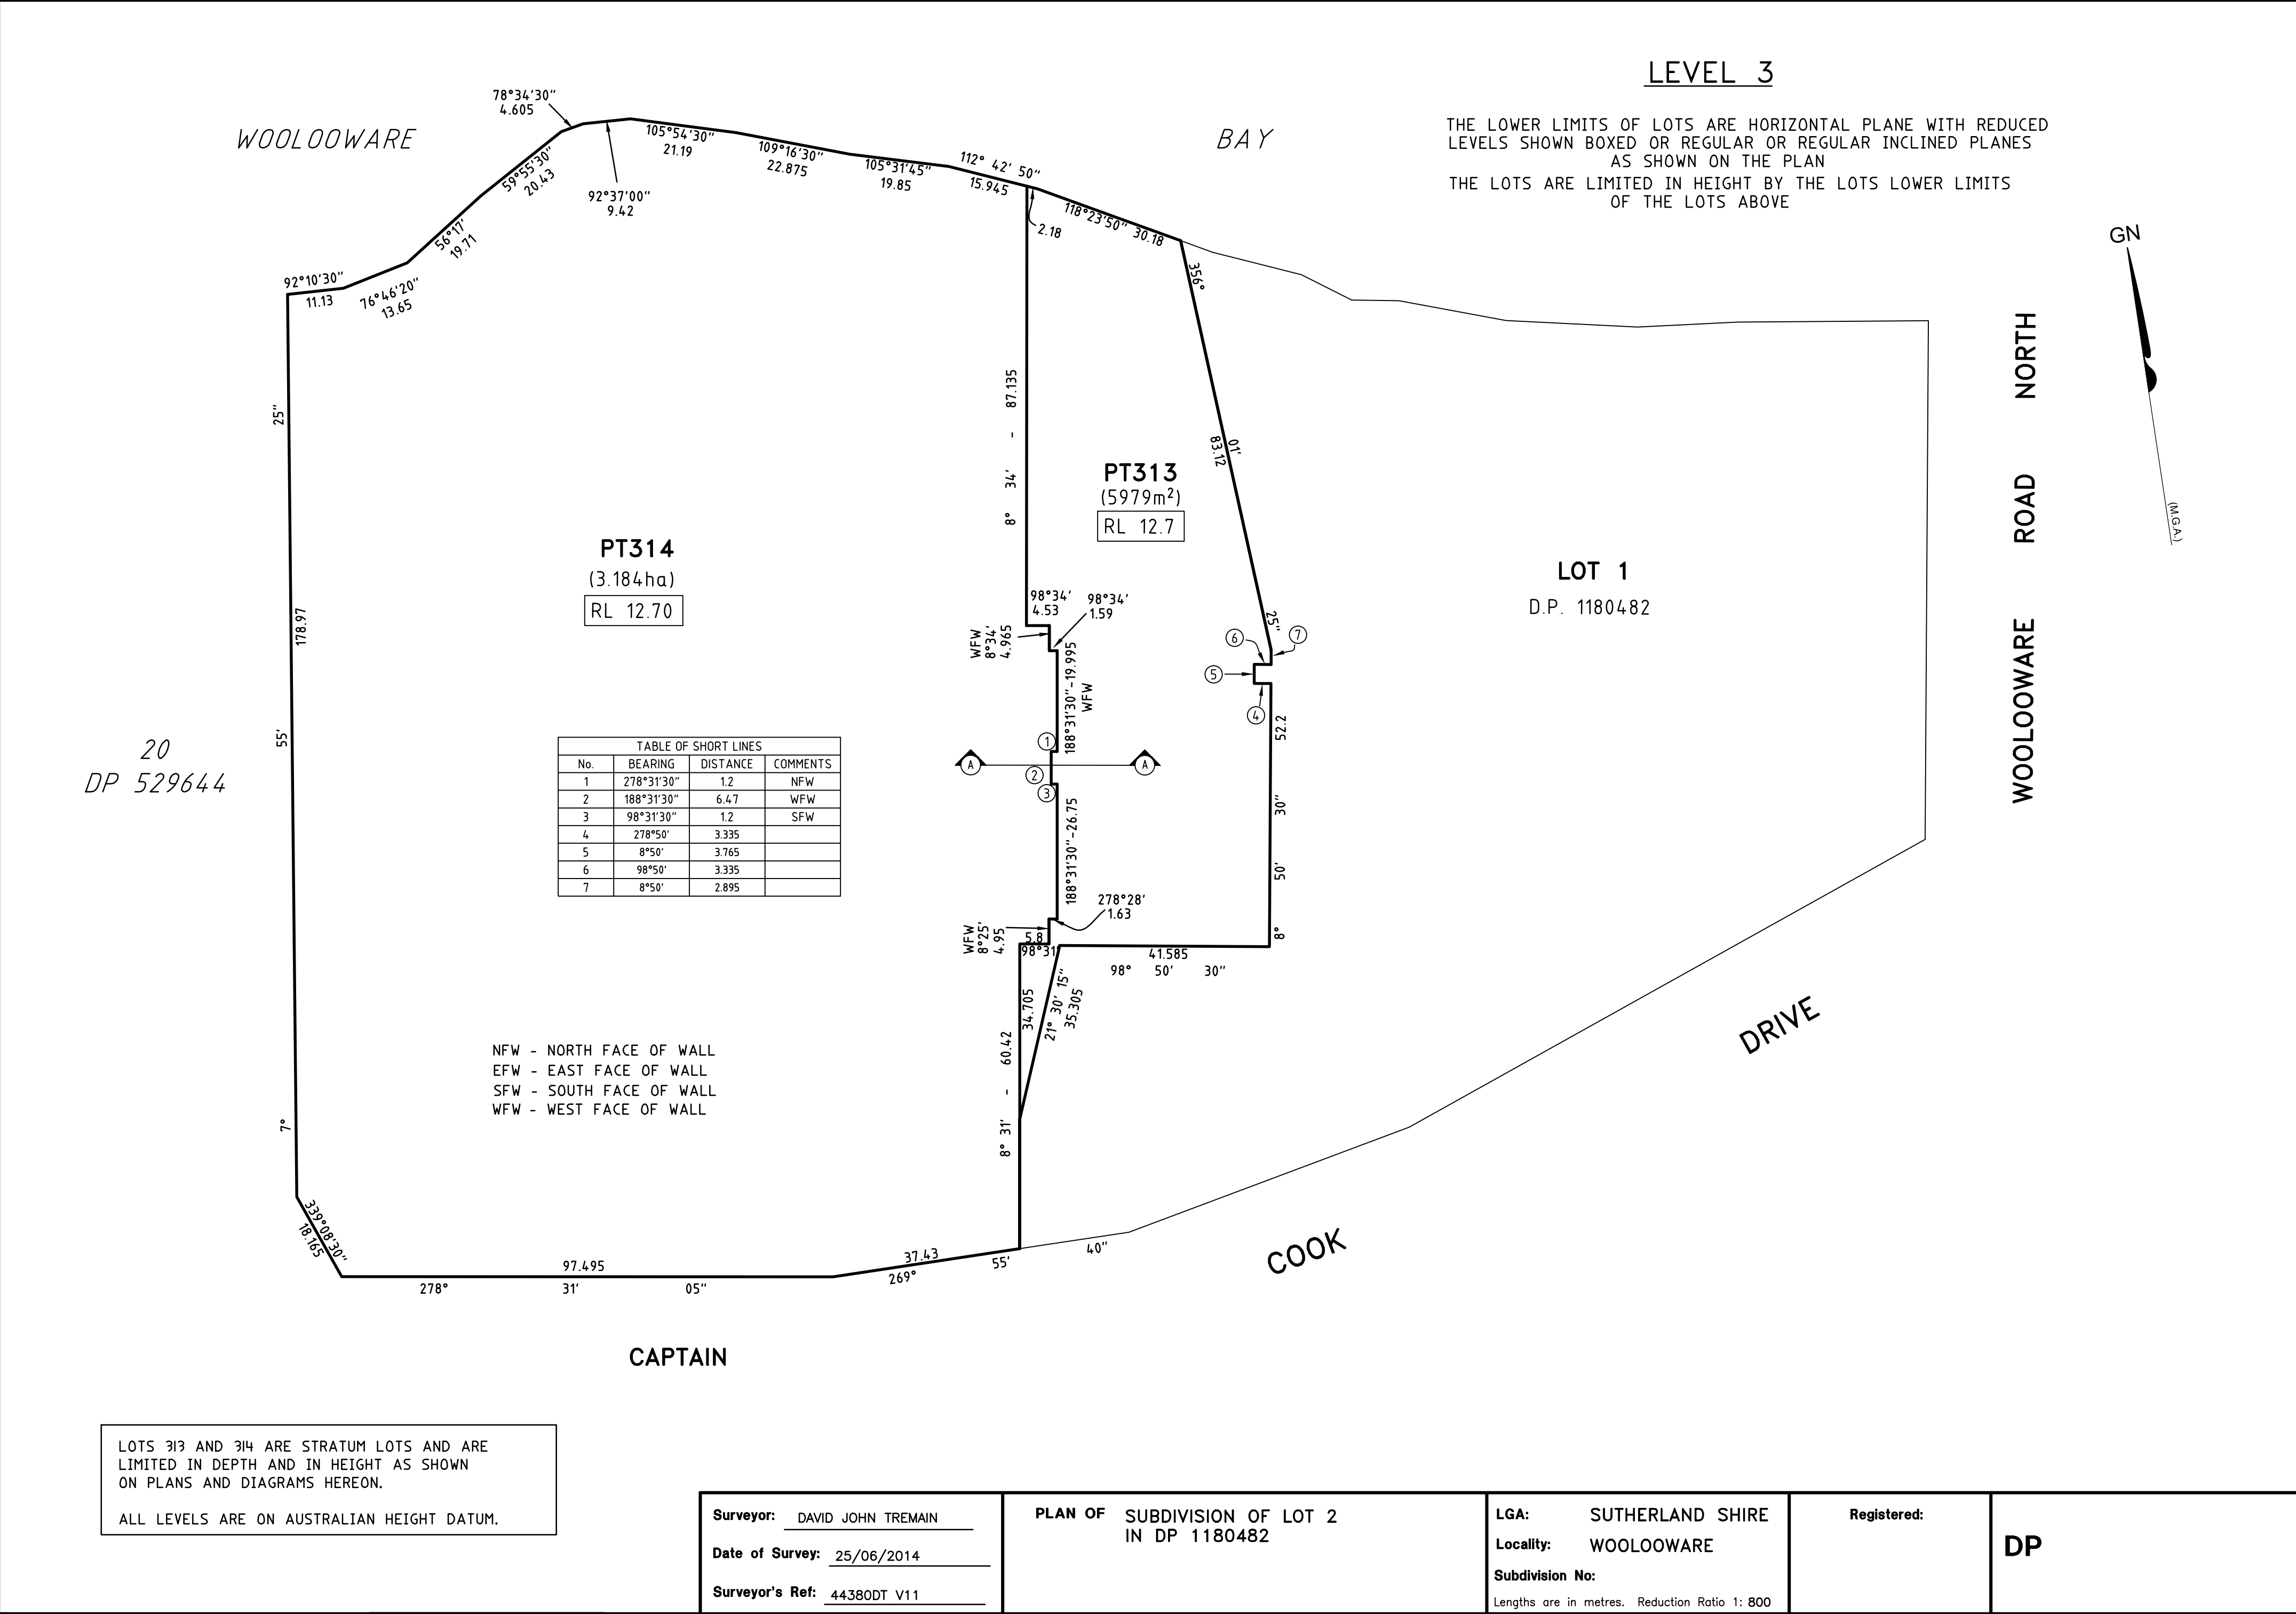 LEVEL 3
THE LOWER LIMITS OF LOTS ARE HORIZONTAL PLANE WITH REDUCED
LEVELS SHOWN BOXED OR REGULAR OR REGULAR INCLINED PLANES
AS SHOWN ON THE PLAN
THE LOTS ARE LIMITED IN HEIGHT BY THE LOTS LOWER LIMITS
OF THE LOTS ABOVE
WOOLOOWARE
BAY
78°34'30"
4.605
59°55'30"
20.43
92°37'00"
9.42
105°54'30"
21.19
109°16'30"
22.875
105°31'45"
19.85
112° 42' 50"
15.945
2.18
118°23'50" 30.18
56°17'
19.71
92°10'30"
11.13
76°46'20"
13.65
GN
(M.G.A.)
WOOLOOWARE ROAD NORTH
7° 55' 25"
178.97
8° 34' - 87.135
356° 01' 25"
83.12
PT313
(5979m²)
RL 12.7
PT314
(3.184ha)
RL 12.70
LOT 1
D.P. 1180482
98°34'
4.53
98°34'
1.59
WFW
8°34'
4.965
188°31'30"-19.995
WFW
6
7
5
4
1
2
3
A
A
20
DP 529644
TABLE OF SHORT LINES
No. BEARING DISTANCE COMMENTS
1 278°31'30" 1.2 NFW
2 188°31'30" 6.47 WFW
3 98°31'30" 1.2 SFW
4 278°50' 3.335
5 8°50' 3.765
6 98°50' 3.335
7 8°50' 2.895
188°31'30"-26.75
8° 50' 30"
52.2
278°28'
1.63
WFW
8°25'
4.95
5.8
98°31'
41.585
98° 50' 30"
34.705
21° 30' 15"
35.305
8° 31' - 60.42
NFW - NORTH FACE OF WALL
EFW - EAST FACE OF WALL
SFW - SOUTH FACE OF WALL
WFW - WEST FACE OF WALL
339°08'30"
18.165
97.495
278° 31' 05"
37.43
269° 55' 40"
CAPTAIN
COOK
DRIVE
LOTS 313 AND 314 ARE STRATUM LOTS AND ARE
LIMITED IN DEPTH AND IN HEIGHT AS SHOWN
ON PLANS AND DIAGRAMS HEREON.
ALL LEVELS ARE ON AUSTRALIAN HEIGHT DATUM.
Surveyor: DAVID JOHN TREMAIN
Date of Survey: 25/06/2014
Surveyor's Ref: 44380DT V11
PLAN OF SUBDIVISION OF LOT 2
IN DP 1180482
LGA: SUTHERLAND SHIRE
Locality: WOOLOOWARE
Subdivision No:
Lengths are in metres. Reduction Ratio 1: 800
Registered:
DP